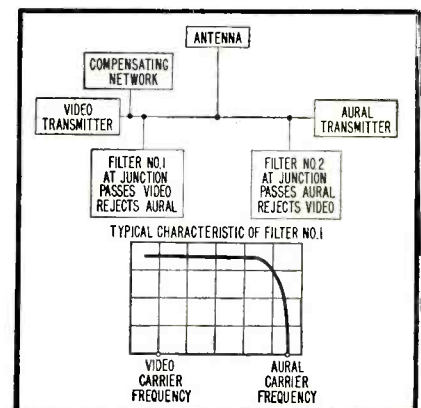 ANTENNA
COMPENSATING
NETWORK
VIDEO
TRANSMITTER
AURAL
TRANSMITTER
FILTER NO.1
AT JUNCTION
PASSES VIDEO
REJECTS AURAL
FILTER NO.2
AT JUNCTION
PASSES AURAL
REJECTS VIDEO
TYPICAL CHARACTERISTIC OF FILTER NO.1
VIDEO
CARRIER
FREQUENCY
AURAL
CARRIER
FREQUENCY